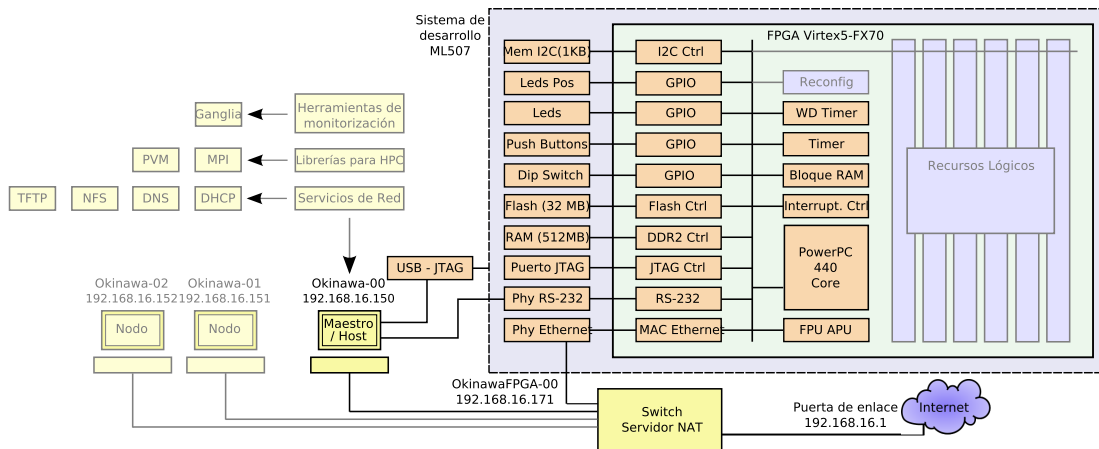 Sistema de
desarrollo
ML507
FPGA Virtex5-FX70
Mem I2C(1KB)
I2C Ctrl
Leds Pos
GPIO
Reconfig
Leds
GPIO
WD Timer
Push Buttons
GPIO
Timer
Dip Switch
GPIO
Bloque RAM
Flash (32 MB)
Flash Ctrl
Interrupt. Ctrl
RAM (512MB)
DDR2 Ctrl
Puerto JTAG
JTAG Ctrl
PowerPC
440
Core
Phy RS-232
RS-232
Phy Ethernet
MAC Ethernet
FPU APU
Recursos Lógicos
Ganglia
Herramientas de
monitorización
PVM
MPI
Librerías para HPC
TFTP
NFS
DNS
DHCP
Servicios de Red
USB - JTAG
Okinawa-02
192.168.16.152
Okinawa-01
192.168.16.151
Okinawa-00
192.168.16.150
Nodo
Nodo
Maestro
/ Host
OkinawaFPGA-00
192.168.16.171
Switch
Servidor NAT
Puerta de enlace
192.168.16.1
Internet